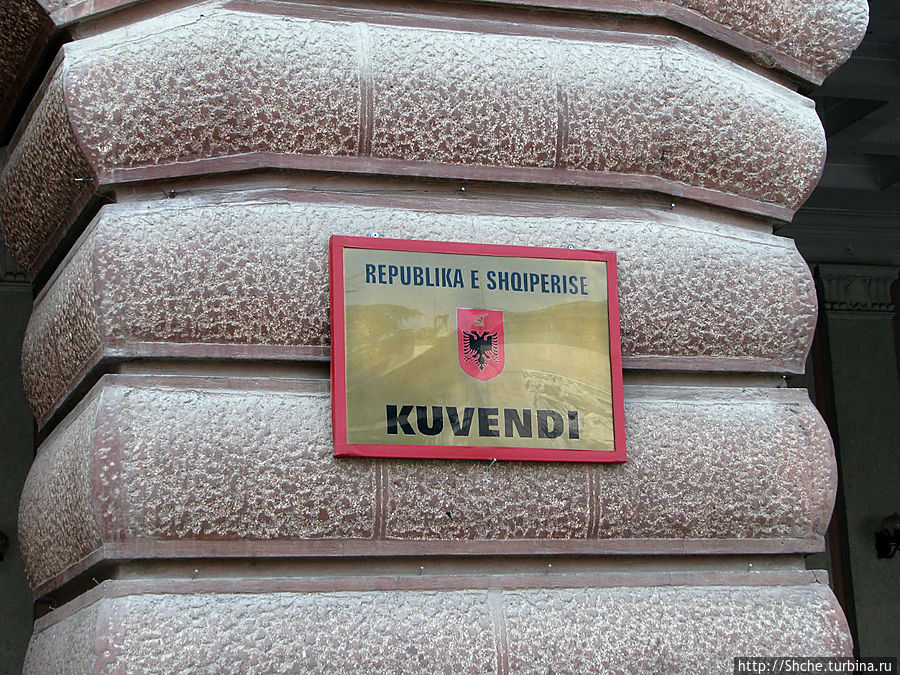 REPUBLIKA E SHQIPERISE
KUVENDI
http://Shche.turbina.ru